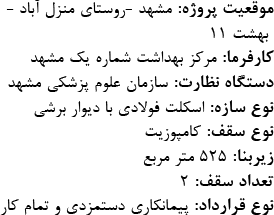 موقعیت پروژه: مشهد -روستای منزل آباد -
بهشت ۱۱
کارفرما: مرکز بهداشت شماره یک مشهد
دستگاه نظارت: سازمان علوم پزشکی مشهد
نوع سازه: اسکلت فولادی با دیوار برشی
نوع سقف: کامپوزیت
زیربنا: ۵۲۵ متر مربع
تعداد سقف: ۲
نوع قرارداد: پیمانکاری دستمزدی و تمام کار